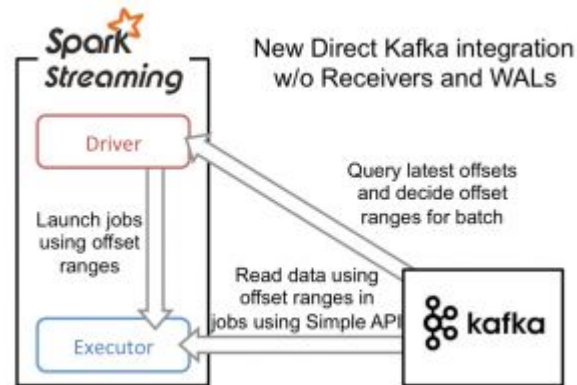 Spark
Streaming
New Direct Kafka integration
w/o Receivers and WALs
Driver
Query latest offsets
and decide offset
ranges for batch
Launch jobs
using offset
ranges
Read data using
offset ranges in
jobs using Simple API
kafka
Executor